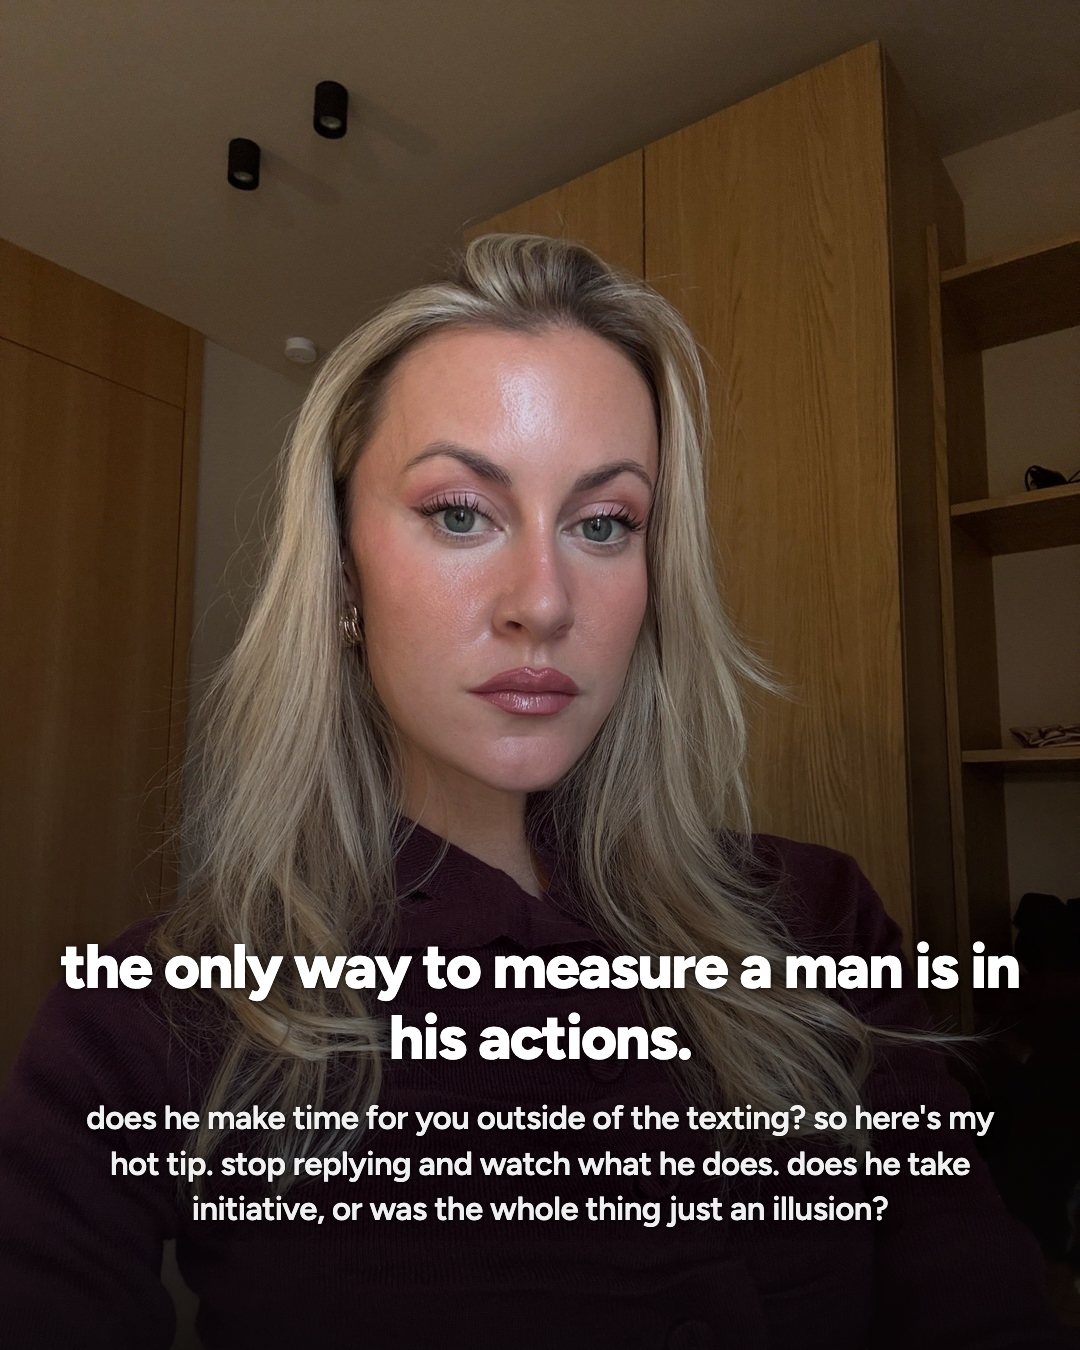 the only way to measure a man is in
his actions.
does he make time for you outside of the texting? so here's my
hot tip. stop replying and watch what he does. does he take
initiative, or was the whole thing just an illusion?